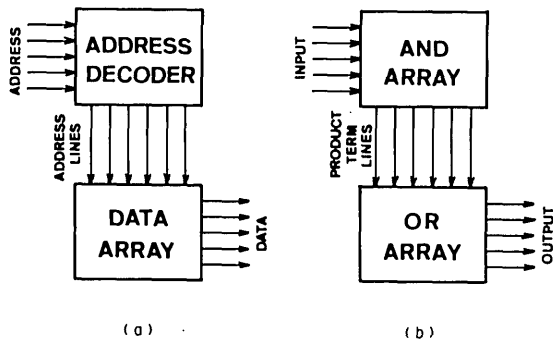 ADDRESS
ADDRESS
DECODER
ADDRESS
LINES
DATA
ARRAY
DATA
(a)
INPUT
AND
ARRAY
PRODUCT
TERM
LINES
OR
ARRAY
OUTPUT
(b)